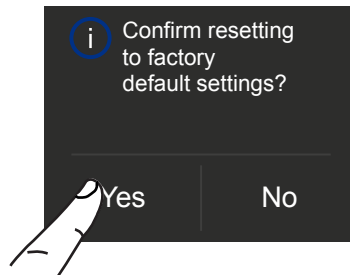 i
Confirm resetting
to factory
default settings?
Yes
No